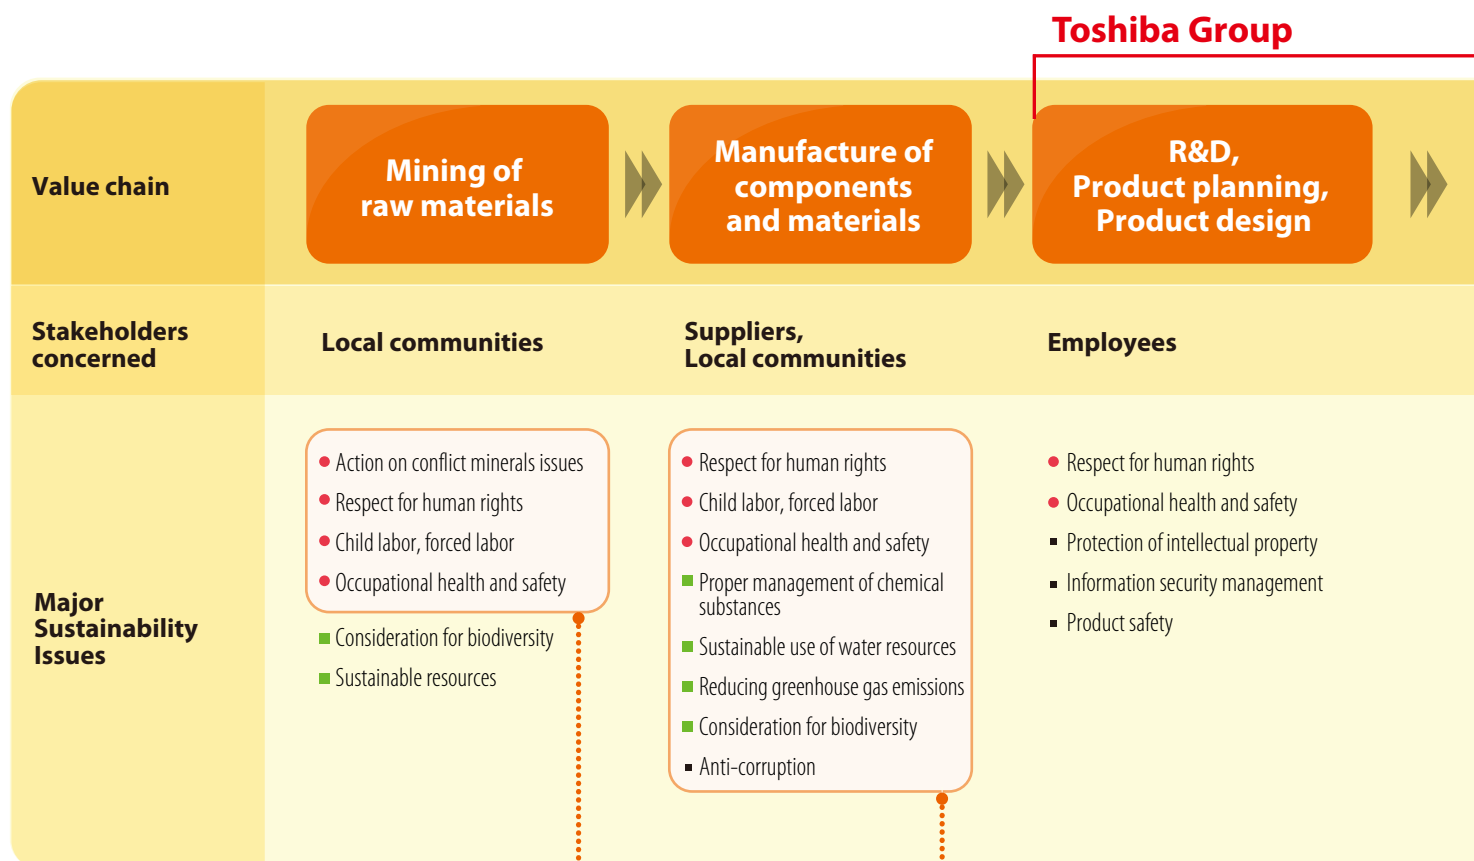 Toshiba Group
Value chain
Mining of
raw materials
Manufacture of
components
and materials
R&D,
Product planning,
Product design
Stakeholders
concerned
Local communities
Suppliers,
Local communities
Employees
Major
Sustainability
Issues
Action on conflict minerals issues
Respect for human rights
Child labor, forced labor
Occupational health and safety
Consideration for biodiversity
Sustainable resources
Respect for human rights
Child labor, forced labor
Occupational health and safety
Proper management of chemical
substances
Sustainable use of water resources
Reducing greenhouse gas emissions
Consideration for biodiversity
Anti-corruption
Respect for human rights
Occupational health and safety
Protection of intellectual property
Information security management
Product safety